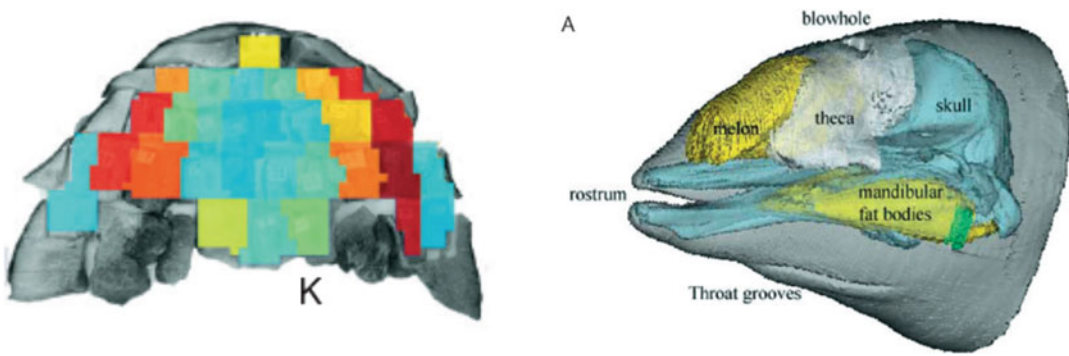 K
A
blowhole
melon
theca
skull
rostrum
mandibular
fat bodies
Throat grooves